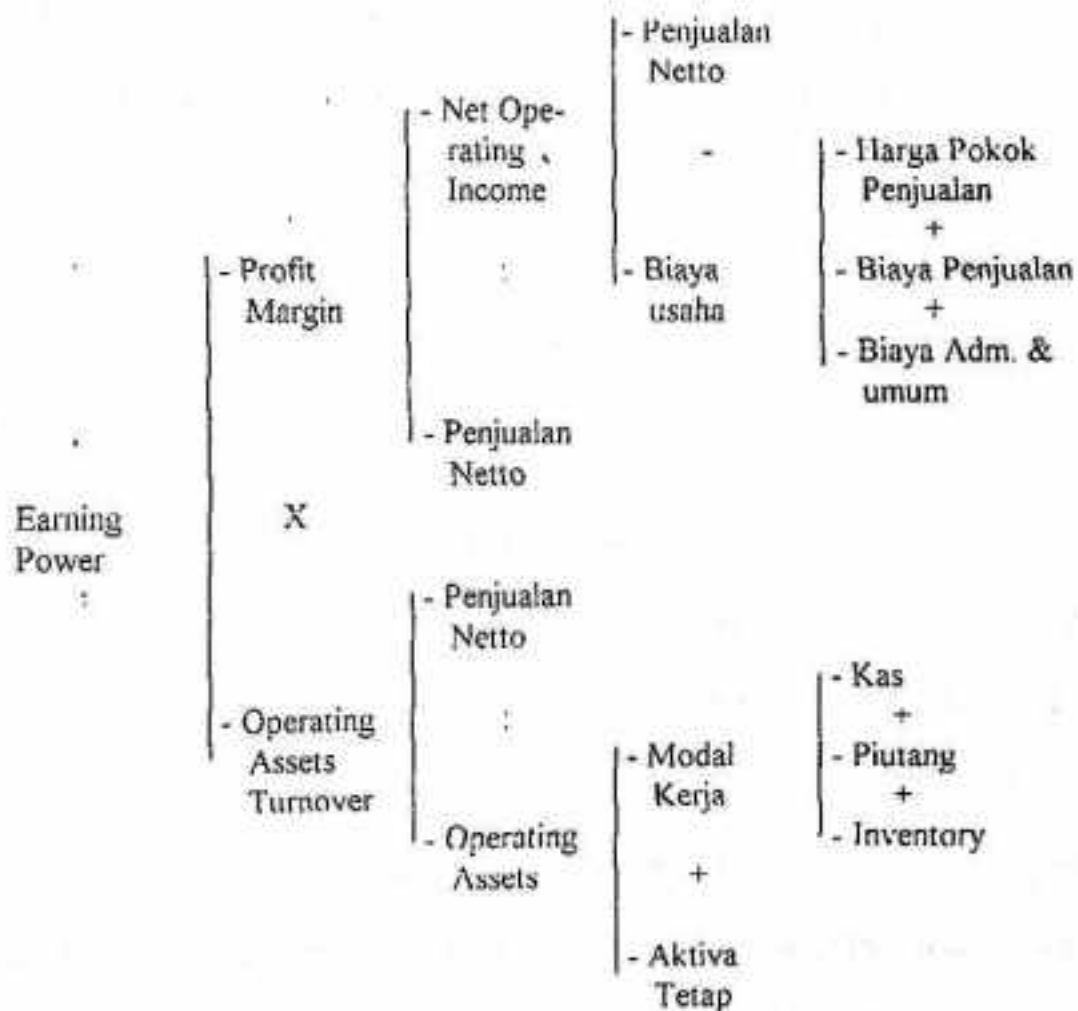 - Penjualan
Netto
- Net Ope-
rating
Income
-
- Harga Pokok
Penjualan
+
- Profit
Margin
:
- Biaya
usaha
- Biaya Penjualan
+
- Biaya Adm. &
umum
- Penjualan
Netto
Earning
Power
:
X
- Penjualan
Netto
- Operating
Assets
Turnover
:
- Modal
Kerja
- Kas
+
- Piutang
+
- Inventory
- Operating
Assets
+
- Aktiva
Tetap